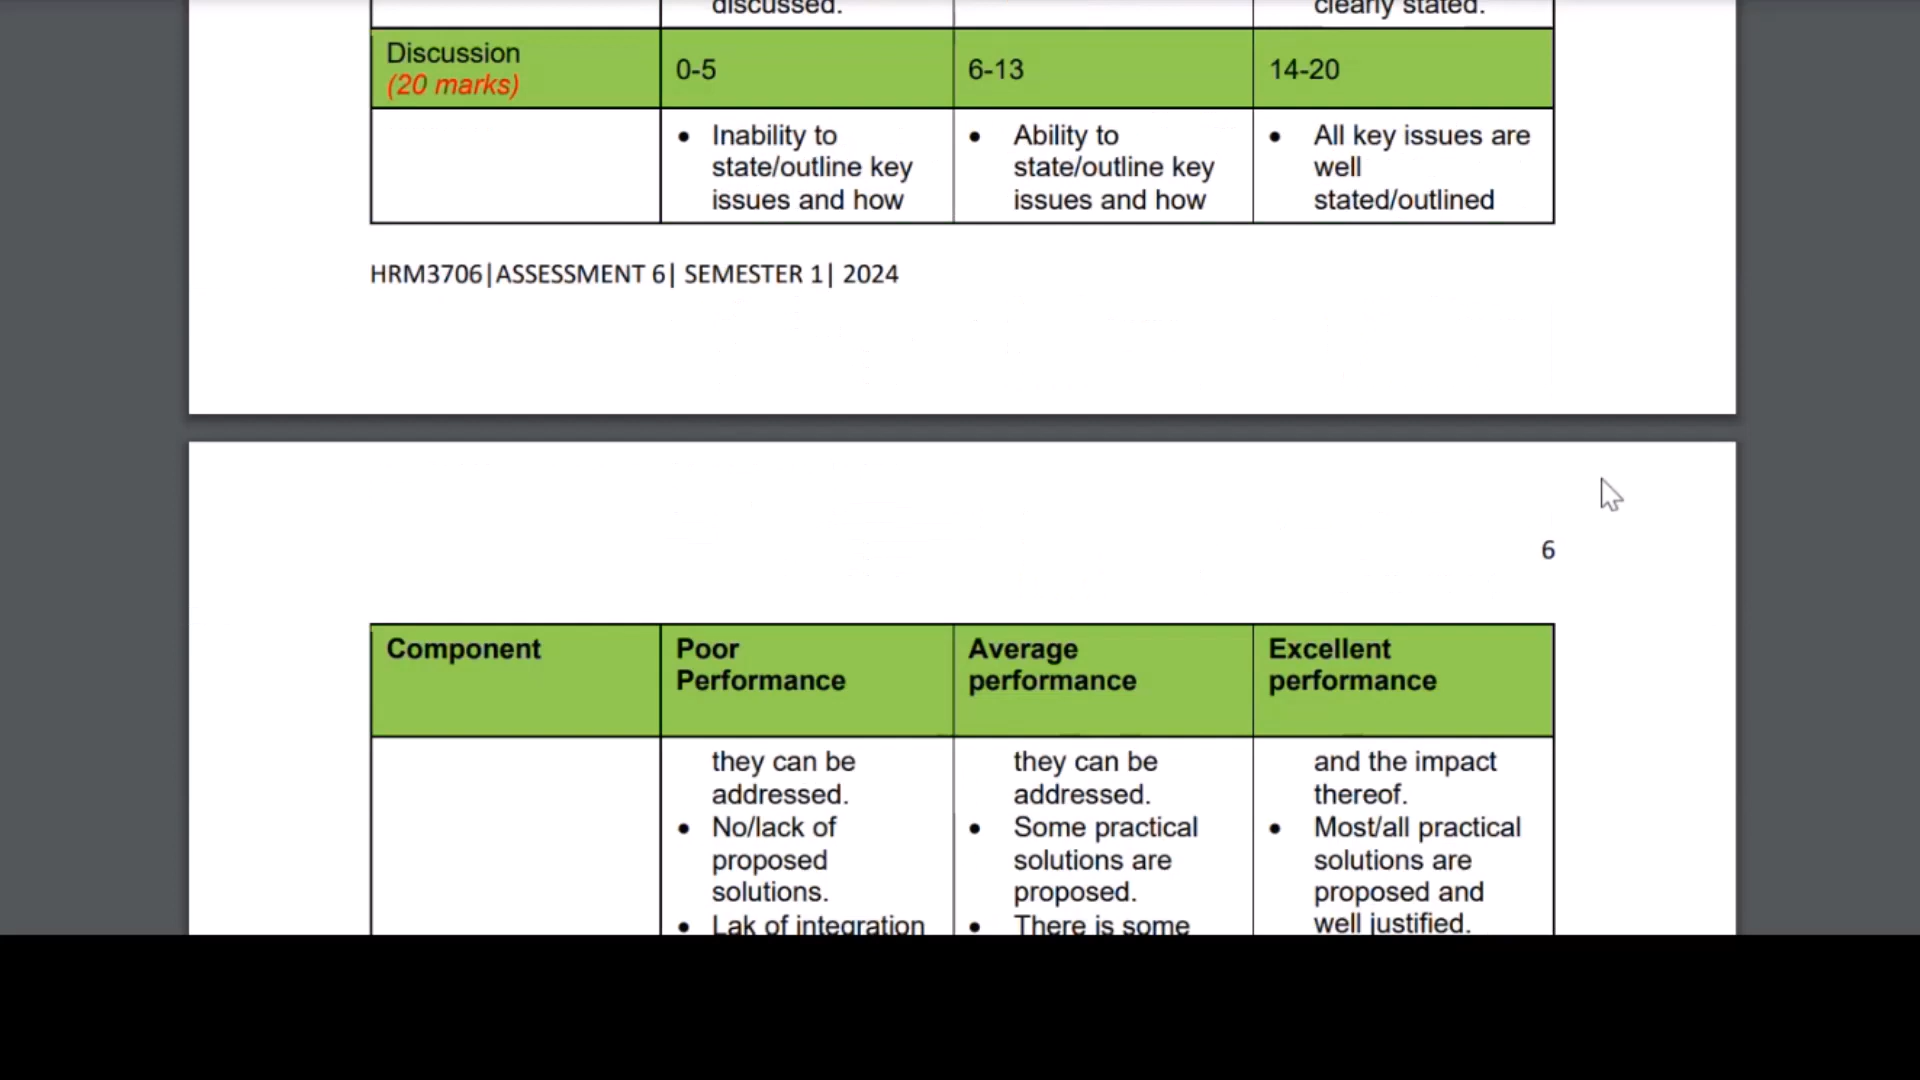 discussed.
clearly stated.
Discussion
(20 marks)
0-5
6-13
14-20
• Inability to
state/outline key
issues and how
• Ability to
state/outline key
issues and how
• All key issues are
well
stated/outlined
HRM3706|ASSESSMENT 6| SEMESTER 1| 2024
6
Component
Poor
Performance
Average
performance
Excellent
performance
they can be
addressed.
• No/lack of
proposed
solutions.
• Lak of integration
they can be
addressed.
• Some practical
solutions are
proposed.
• There is some
and the impact
thereof.
• Most/all practical
solutions are
proposed and
well justified.